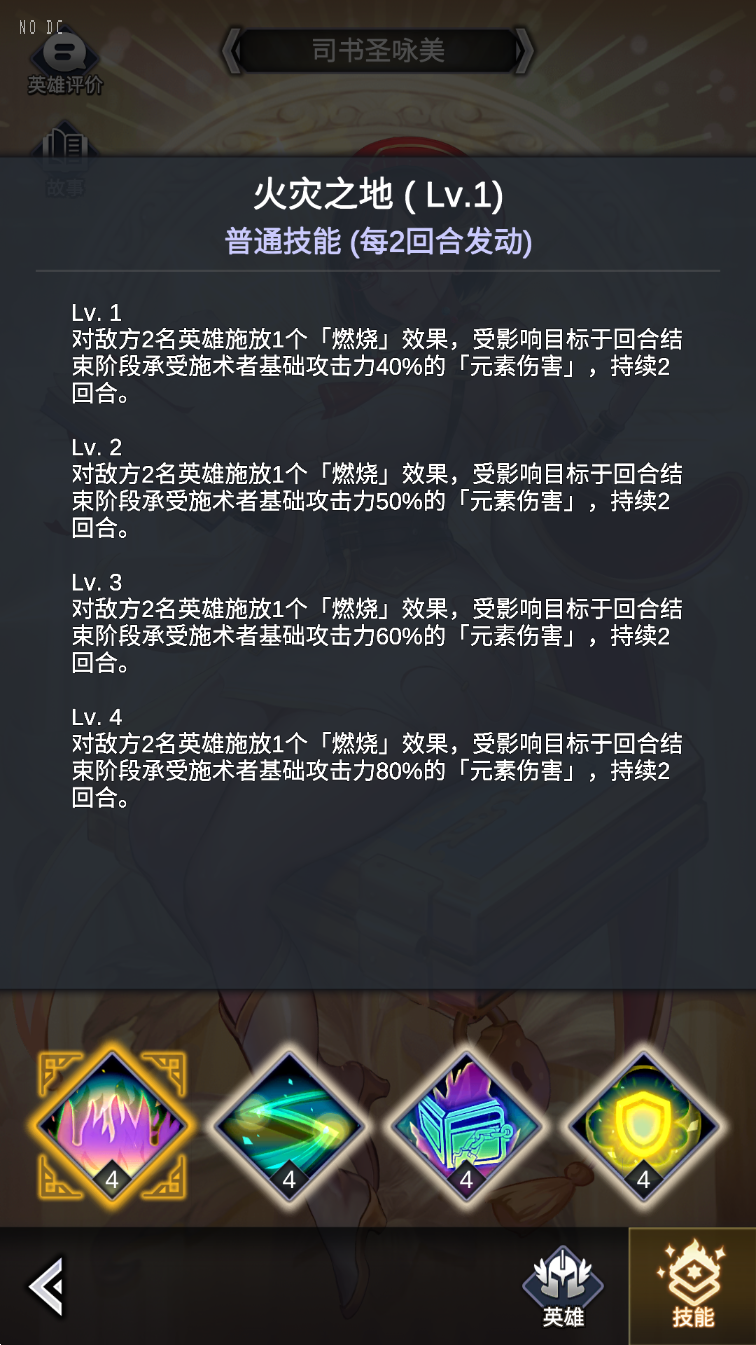 NO DC
司书圣咏美
英雄评价
故事
火灾之地 ( Lv.1)
普通技能 (每2回合发动)
Lv. 1
对敌方2名英雄施放1个「燃烧」效果，受影响目标于回合结
束阶段承受施术者基础攻击力40%的「元素伤害」，持续2
回合。
Lv. 2
对敌方2名英雄施放1个「燃烧」效果，受影响目标于回合结
束阶段承受施术者基础攻击力50%的「元素伤害」，持续2
回合。
Lv. 3
对敌方2名英雄施放1个「燃烧」效果，受影响目标于回合结
束阶段承受施术者基础攻击力60%的「元素伤害」，持续2
回合。
Lv. 4
对敌方2名英雄施放1个「燃烧」效果，受影响目标于回合结
束阶段承受施术者基础攻击力80%的「元素伤害」，持续2
回合。
4 4 4 4
英雄 技能